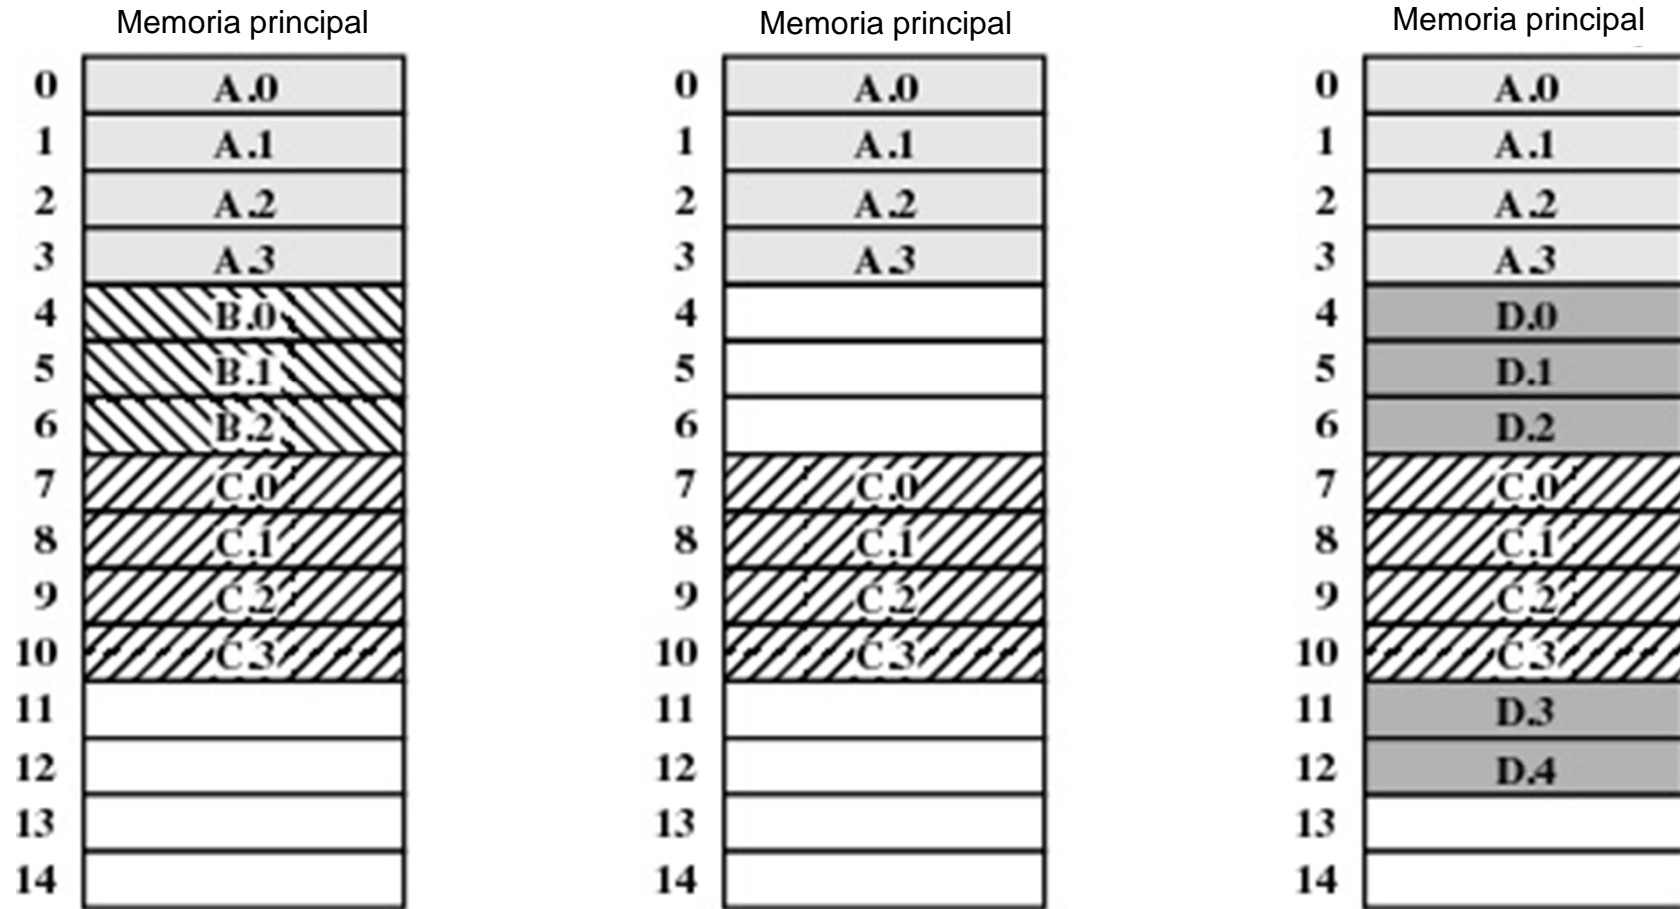 Memoria principal
0 A.0
1 A.1
2 A.2
3 A.3
4 B.0
5 B.1
6 B.2
7 C.0
8 C.1
9 C.2
10 C.3
11
12
13
14
Memoria principal
0 A.0
1 A.1
2 A.2
3 A.3
4
5
6
7 C.0
8 C.1
9 C.2
10 C.3
11
12
13
14
Memoria principal
0 A.0
1 A.1
2 A.2
3 A.3
4 D.0
5 D.1
6 D.2
7 C.0
8 C.1
9 C.2
10 C.3
11 D.3
12 D.4
13
14